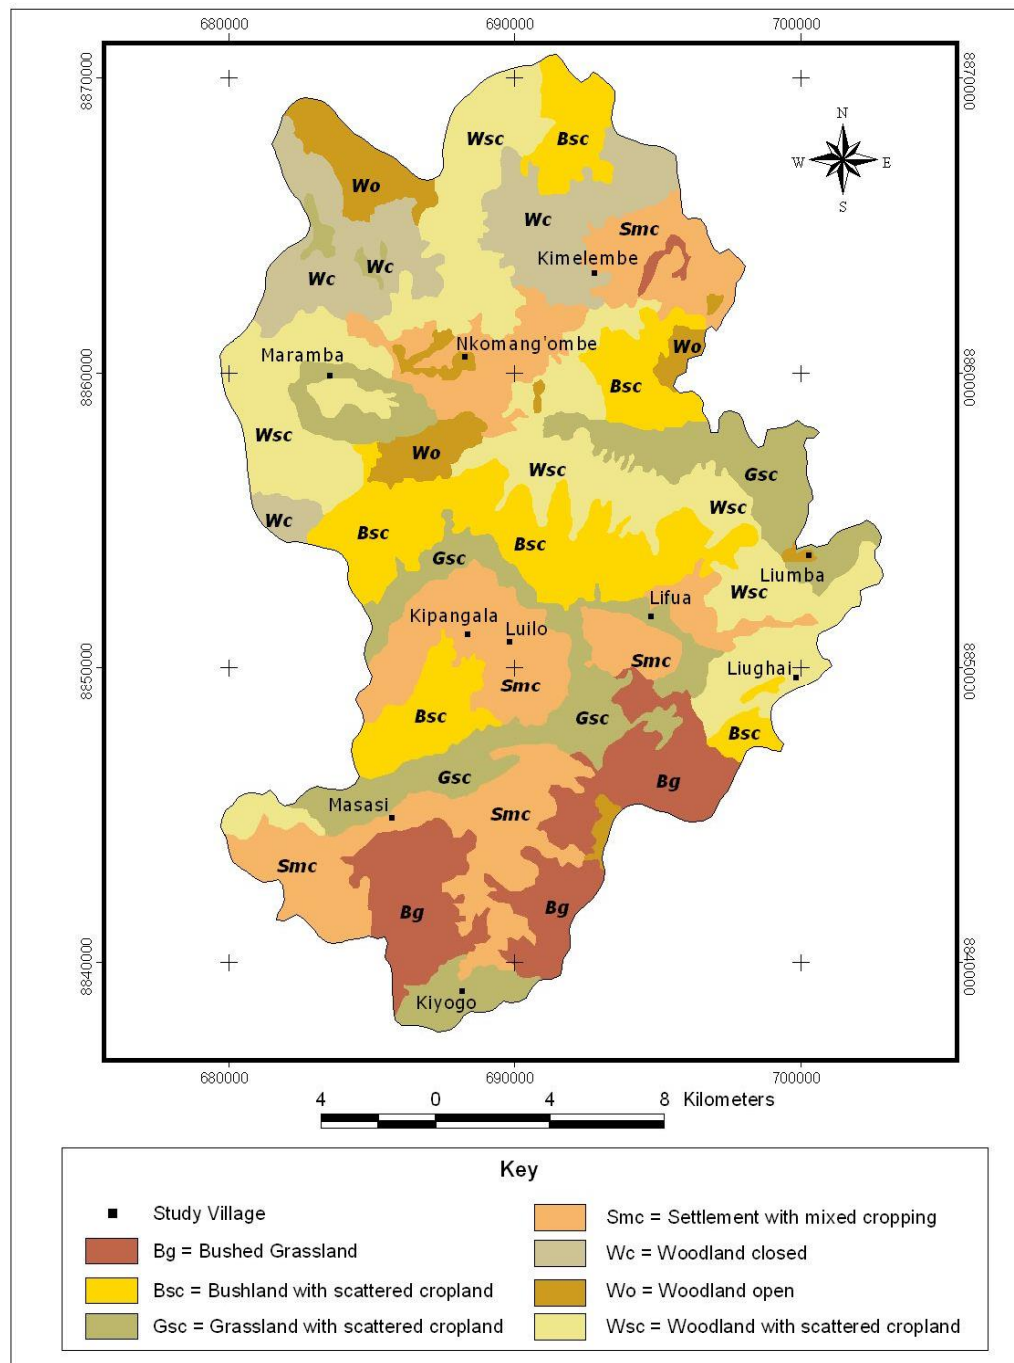 680000 690000 700000
8870000 8870000
N
W E
S
Wsc Bsc
Wo
Wc Smc
Kimelembe
Wc Wc
Nkomang'ombe Wo
Maramba
8860000
Bsc
Wsc
Wo Wsc
Gsc
Wsc
Wc
Bsc Bsc
Gsc
Liumba
Wsc
Lifua
Kipangala
Luilo
Smc
Liughai
8850000
Smc
Bsc Gsc
Bsc
Gsc Bg
Masasi
Smc
Smc
Bg Bg
8840000
Kiyogo
680000 690000 700000
4 0 4 8 Kilometers
Key
Study Village
Bg = Bushed Grassland
Bsc = Bushland with scattered cropland
Gsc = Grassland with scattered cropland
Smc = Settlement with mixed cropping
Wc = Woodland closed
Wo = Woodland open
Wsc = Woodland with scattered cropland